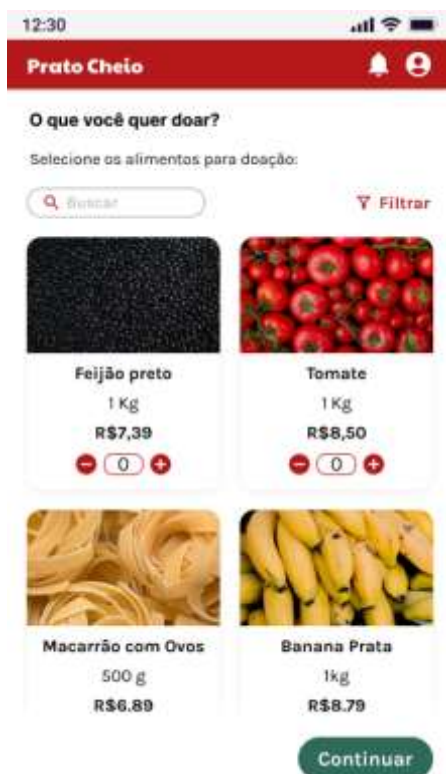 12:30
Prato Cheio
O que você quer doar?
Selecione os alimentos para doação:
Buscar
Filtrar
Feijão preto
1 Kg
R$7,39
0
Tomate
1 Kg
R$8,50
0
Macarrão com Ovos
500 g
R$6.89
Banana Prata
1kg
R$8.79
Continuar